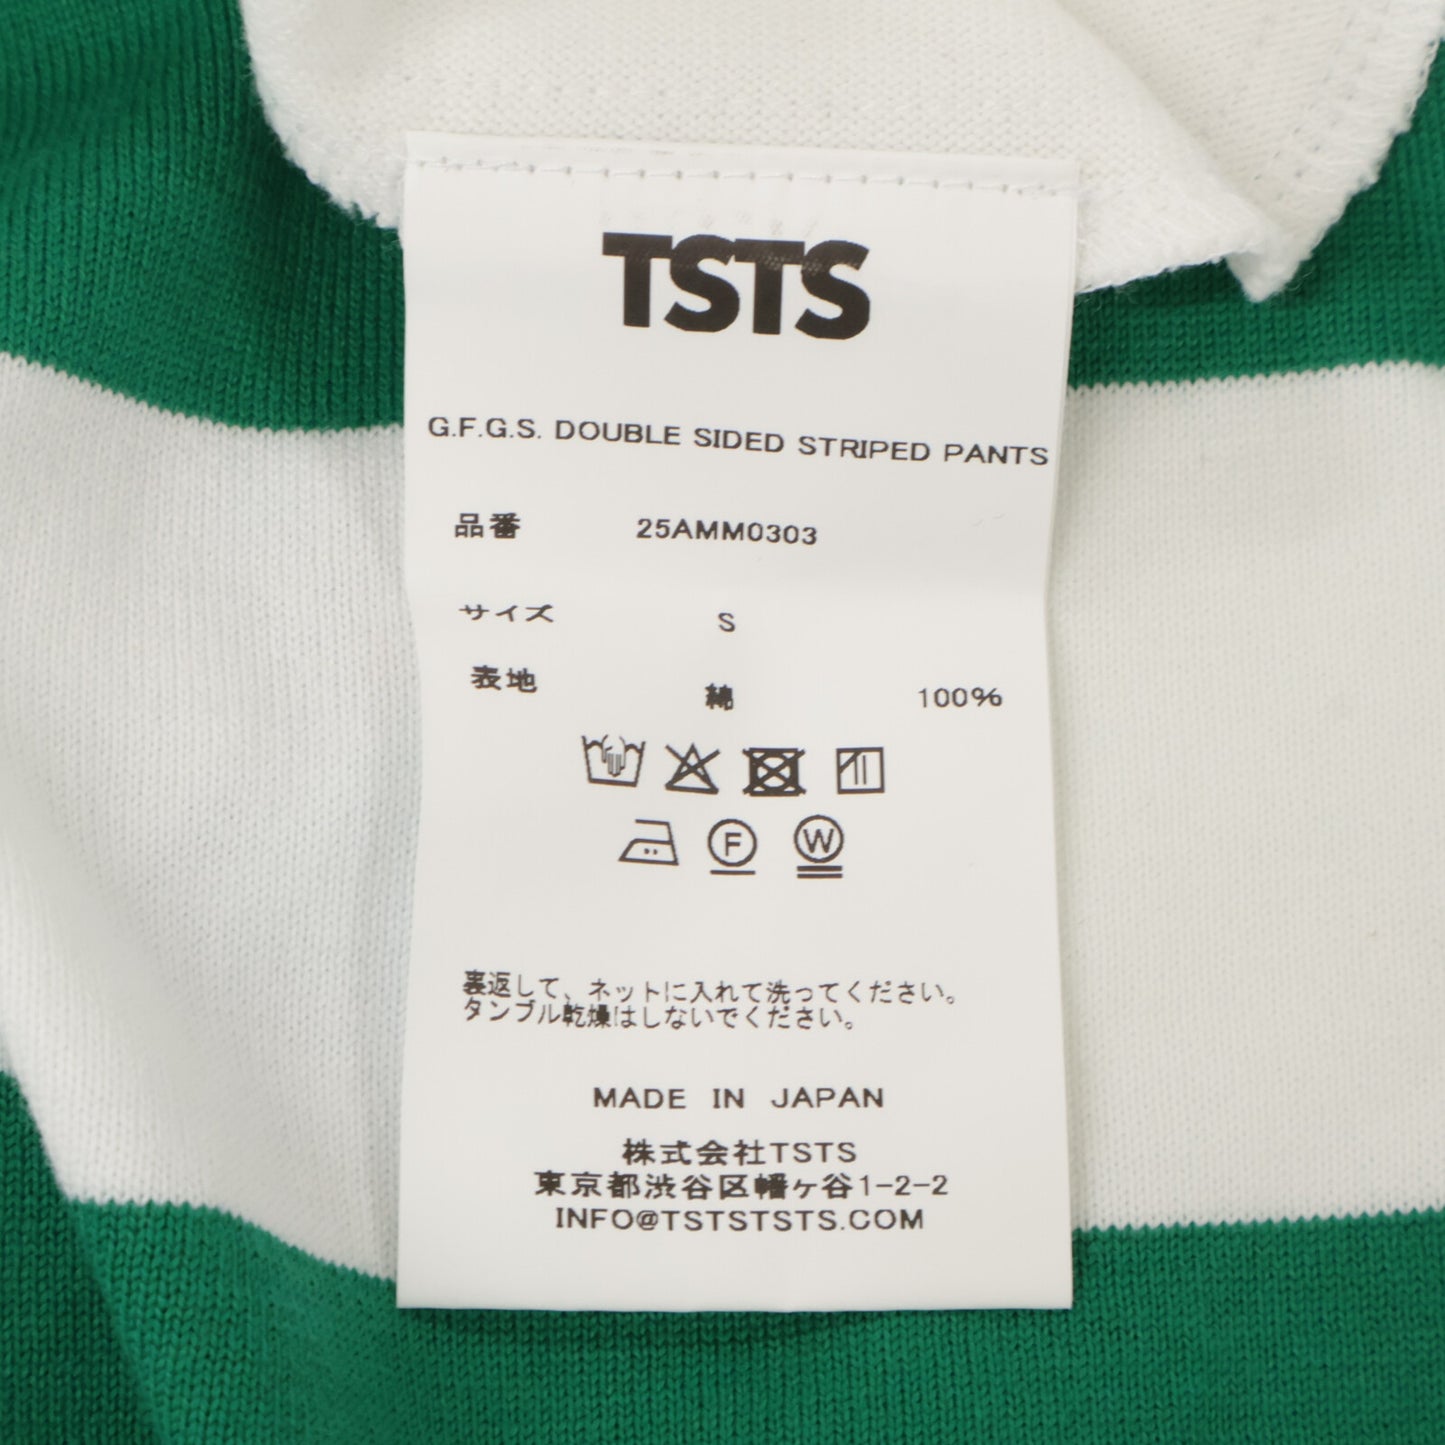 TSTS
G.F.G.S. DOUBLE SIDED STRIPED PANTS
品番 25AMM0303
サイズ S
表地 綿 100%
F W
裏返して、ネットに入れて洗ってください。
タンブル乾燥はしないでください。
MADE IN JAPAN
株式会社TSTS
東京都渋谷区幡ヶ谷1-2-2
INFO@TSTSTSTS.COM